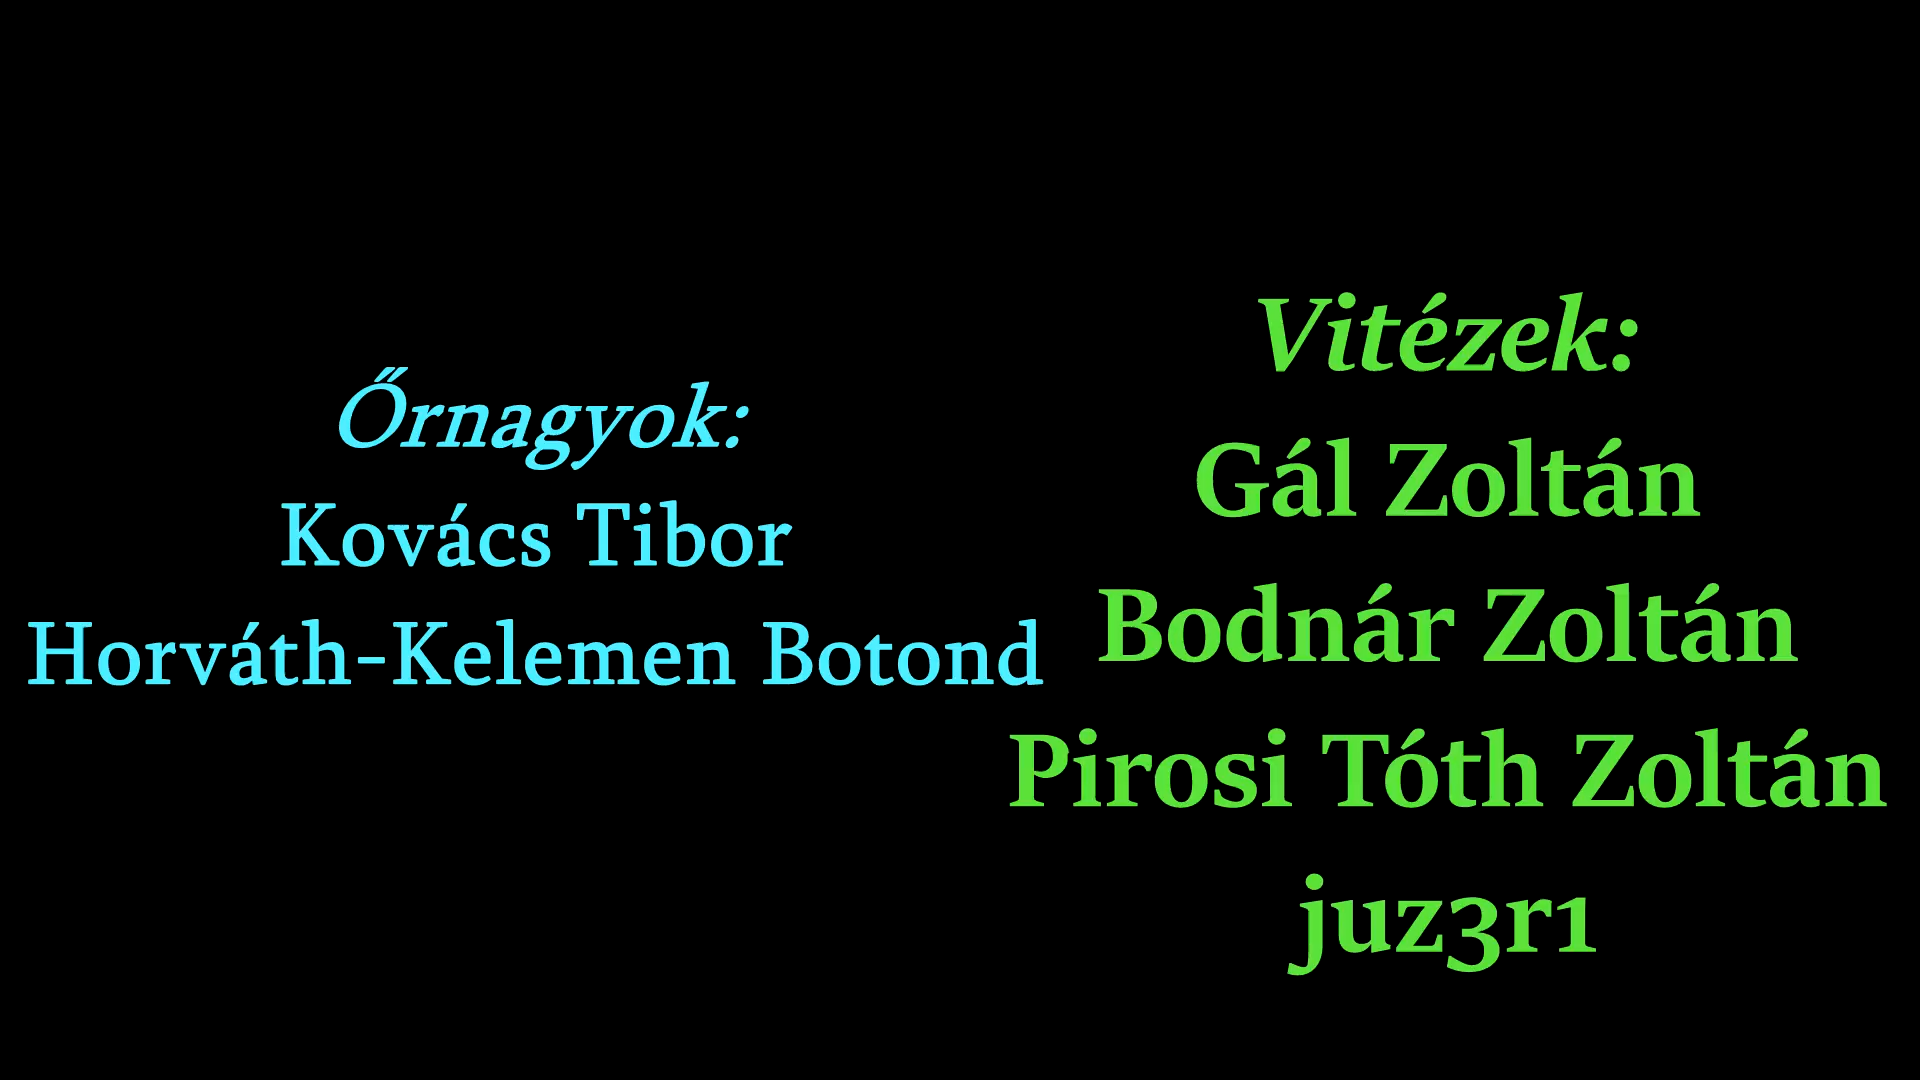 Őrnagyok:
Kovács Tibor
Horváth-Kelemen Botond
Vitézek:
Gál Zoltán
Bodnár Zoltán
Pirosi Tóth Zoltán
juz3r1